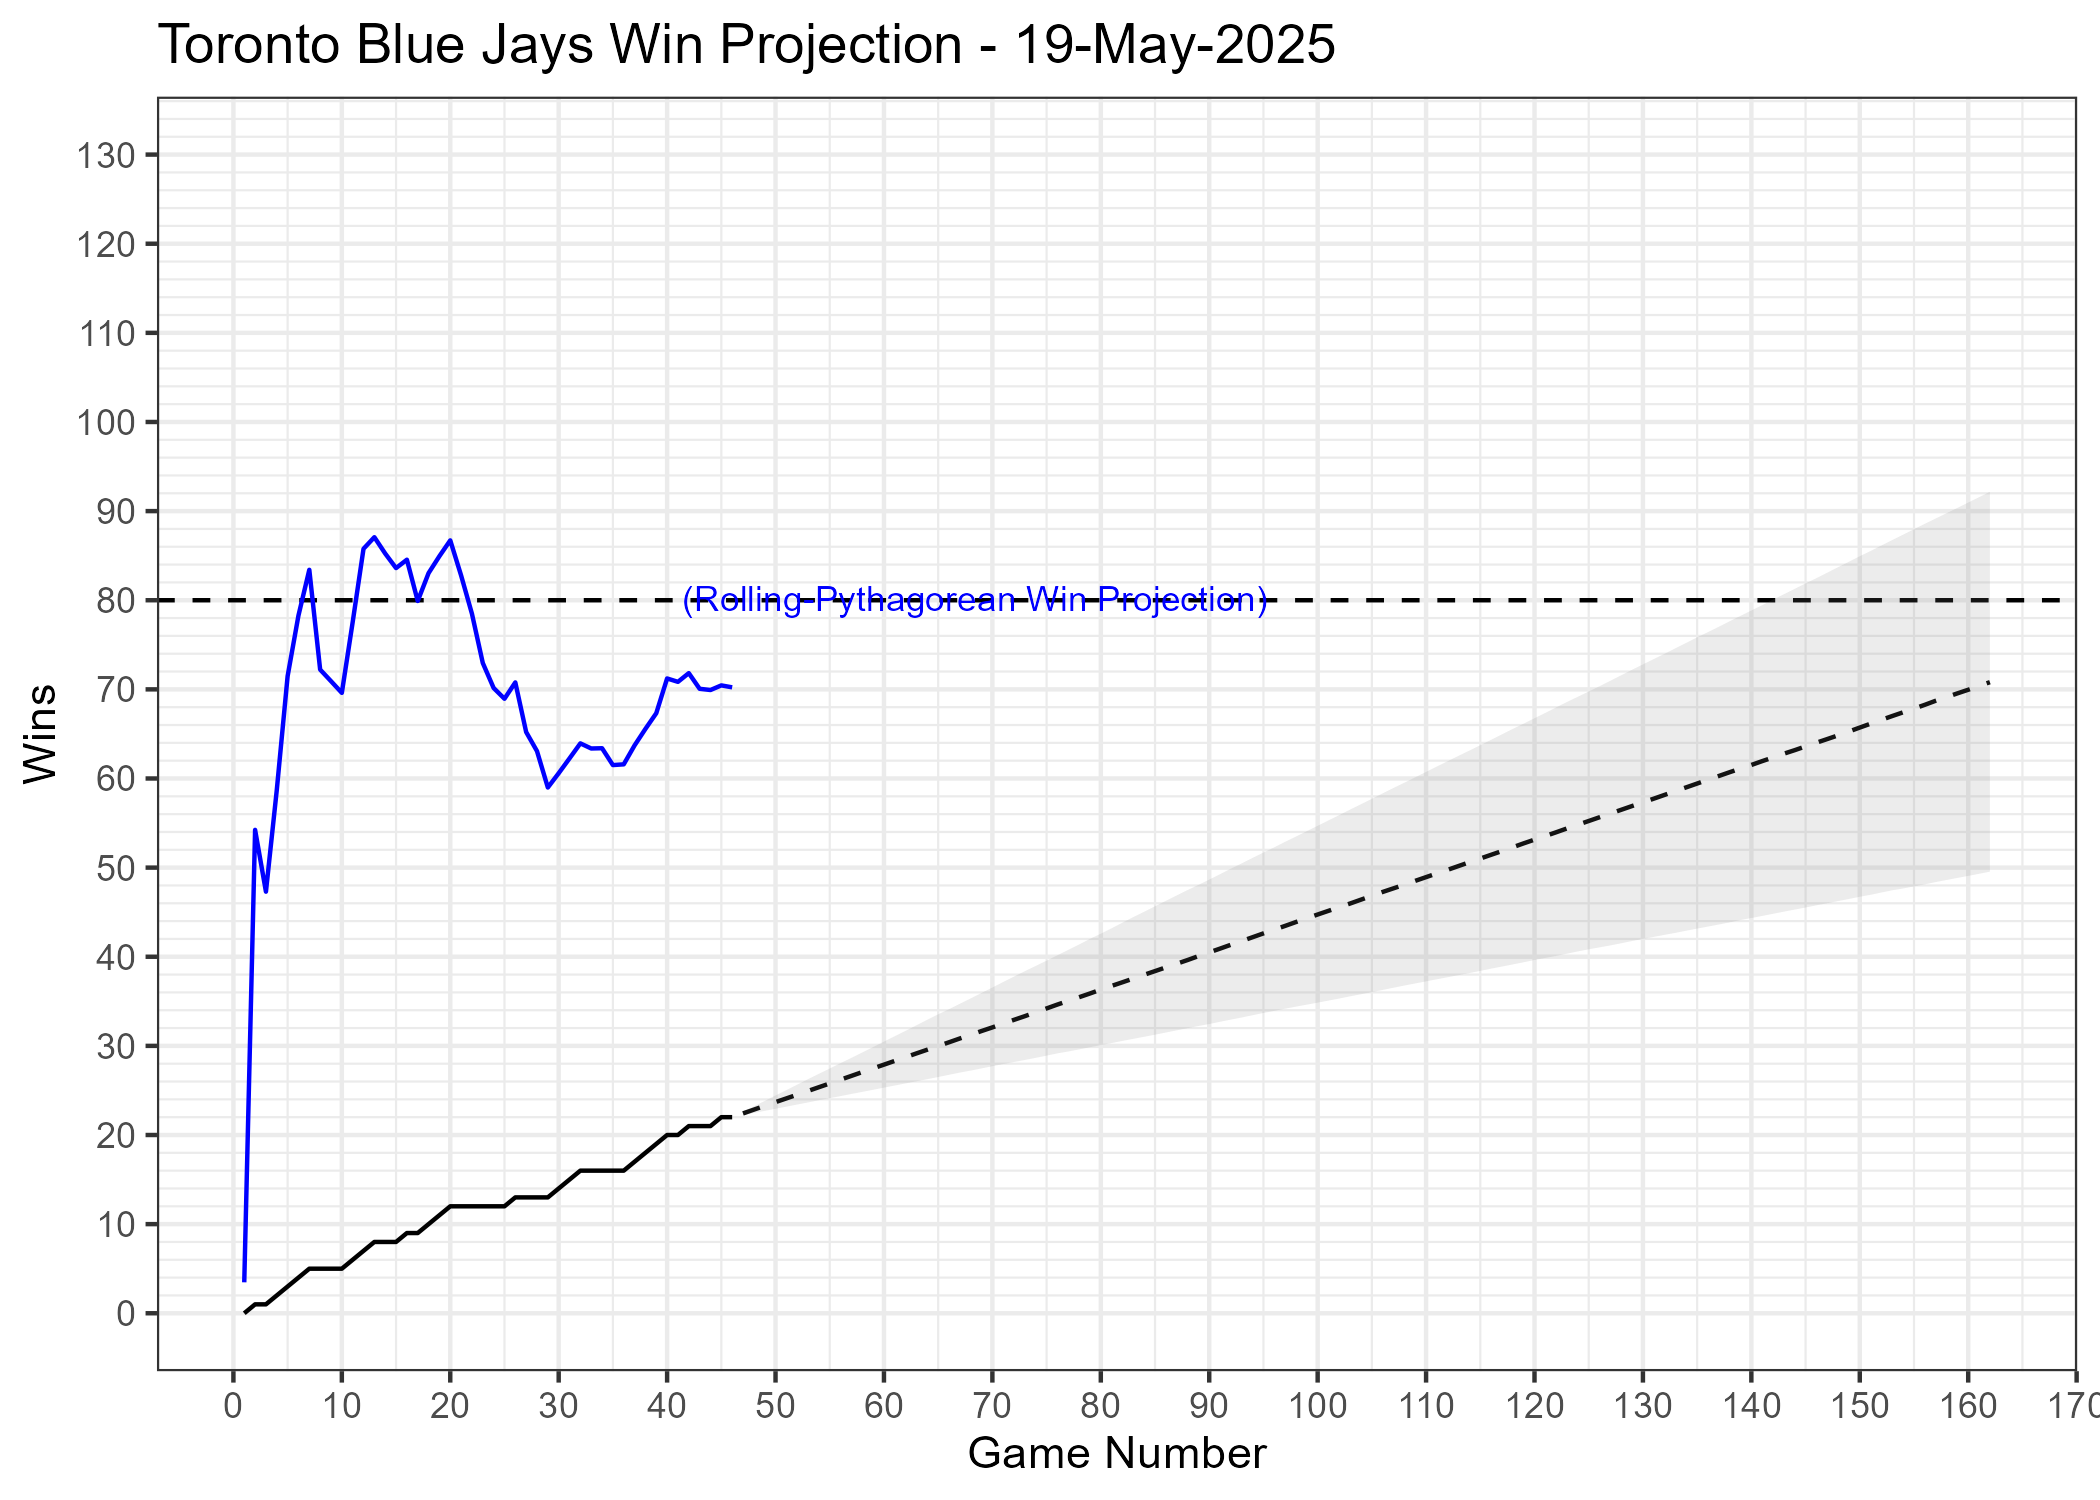 Toronto Blue Jays Win Projection - 19-May-2025
130
120
110
100
90
80
70
60
50
40
30
20
10
0
Wins
(Rolling-Pythagorean Win Projection)
0 10 20 30 40 50 60 70 80 90 100 110 120 130 140 150 160 170
Game Number